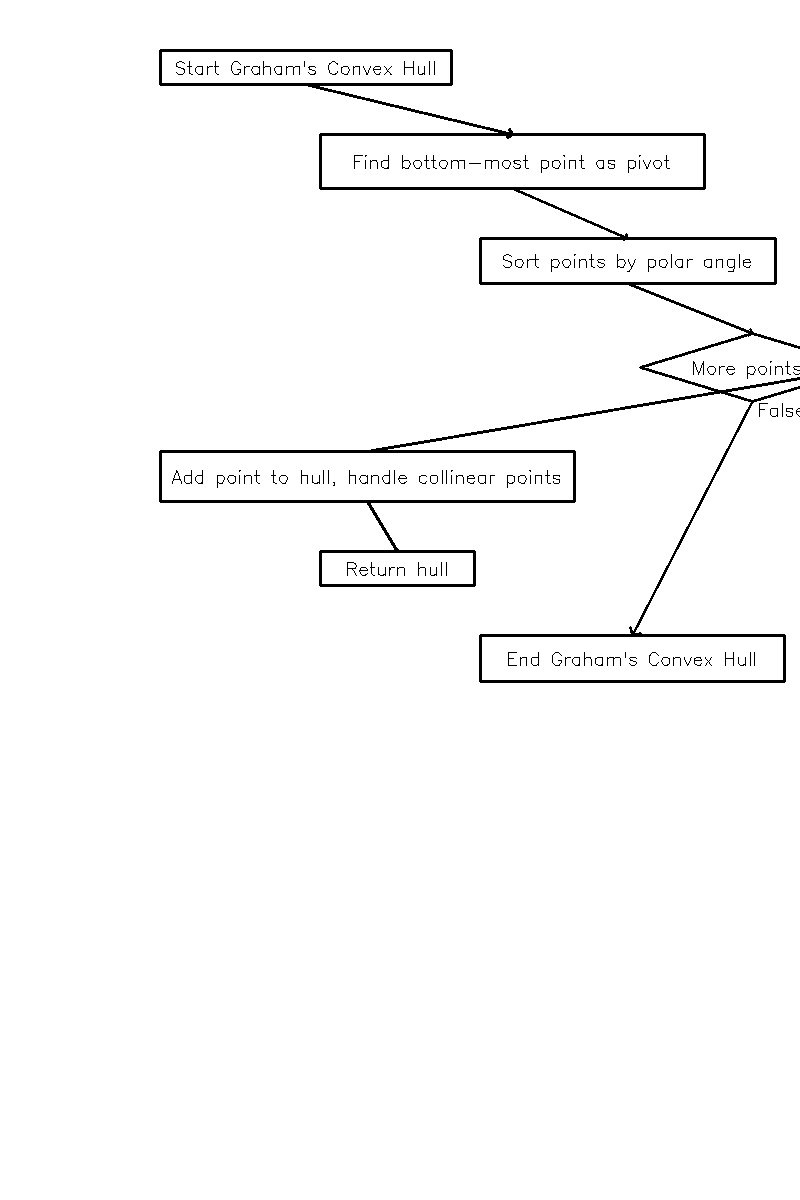 Start Graham's Convex Hull
Find bottom-most point as pivot
Sort points by polar angle
More points
False
Add point to hull, handle collinear points
Return hull
End Graham's Convex Hull